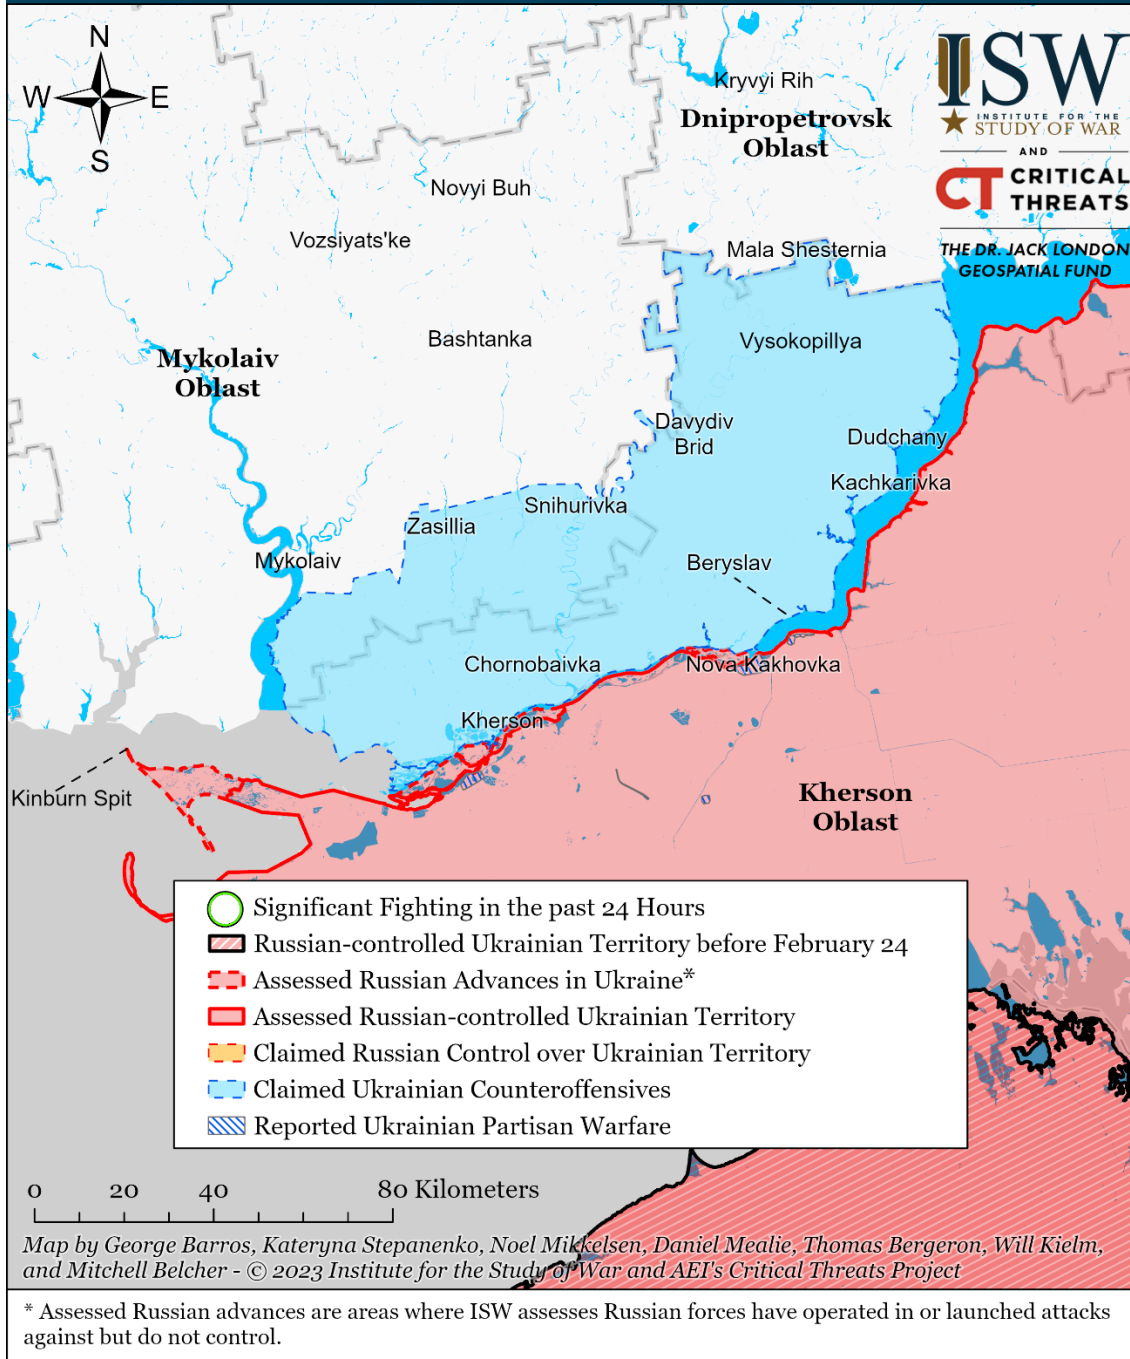 N
W E
S
Kryvyi Rih
Dnipropetrovsk
Oblast
ISW
INSTITUTE FOR THE
STUDY OF WAR
AND
CT CRITICAL
THREATS
THE DR. JACK LONDON
GEOSPATIAL FUND
Novyi Buh
Vozsiyats'ke
Mala Shesternia
Bashtanka
Vysokopillya
Mykolaiv
Oblast
Davydiv
Brid
Dudchany
Kachkarivka
Snihurivka
Zasillia
Mykolaiv
Beryslav
Chornobaivka
Nova Kakhovka
Kherson
Kinburn Spit
Kherson
Oblast
Significant Fighting in the past 24 Hours
Russian-controlled Ukrainian Territory before February 24
Assessed Russian Advances in Ukraine*
Assessed Russian-controlled Ukrainian Territory
Claimed Russian Control over Ukrainian Territory
Claimed Ukrainian Counteroffensives
Reported Ukrainian Partisan Warfare
0 20 40 80 Kilometers
Map by George Barros, Kateryna Stepanenko, Noel Mikkelsen, Daniel Mealie, Thomas Bergeron, Will Kielm,
and Mitchell Belcher - © 2023 Institute for the Study of War and AEI's Critical Threats Project
* Assessed Russian advances are areas where ISW assesses Russian forces have operated in or launched attacks
against but do not control.